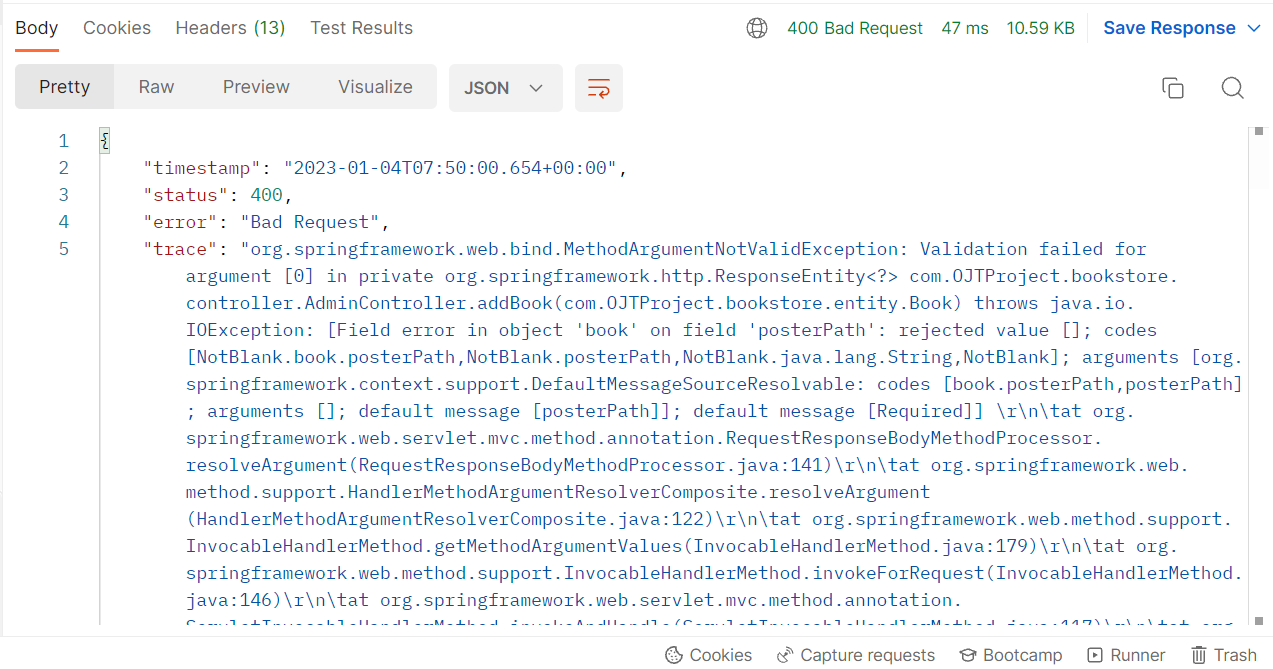 Body Cookies Headers (13) Test Results 400 Bad Request 47 ms 10.59 KB Save Response
Pretty Raw Preview Visualize JSON
1 {
2 "timestamp": "2023-01-04T07:50:00.654+00:00",
3 "status": 400,
4 "error": "Bad Request",
5 "trace": "org.springframework.web.bind.MethodArgumentNotValidException: Validation failed for
argument [0] in private org.springframework.http.ResponseEntity<?> com.OJTProject.bookstore.
controller.AdminController.addBook(com.OJTProject.bookstore.entity.Book) throws java.io.
IOException: [Field error in object 'book' on field 'posterPath': rejected value []; codes
[NotBlank.book.posterPath,NotBlank.posterPath,NotBlank.java.lang.String,NotBlank]; arguments [org.
springframework.context.support.DefaultMessageSourceResolvable: codes [book.posterPath,posterPath]
; arguments []; default message [posterPath]]; default message [Required]] \r\n\tat org.
springframework.web.servlet.mvc.method.annotation.RequestResponseBodyMethodProcessor.
resolveArgument(RequestResponseBodyMethodProcessor.java:141)\r\n\tat org.springframework.web.
method.support.HandlerMethodArgumentResolverComposite.resolveArgument
(HandlerMethodArgumentResolverComposite.java:122)\r\n\tat org.springframework.web.method.support.
InvocableHandlerMethod.getMethodArgumentValues(InvocableHandlerMethod.java:179)\r\n\tat org.
springframework.web.method.support.InvocableHandlerMethod.invokeForRequest(InvocableHandlerMethod.
java:146)\r\n\tat org.springframework.web.servlet.mvc.method.annotation.
ServletInvocableHandlerMethod.invokeAndHandle(ServletInvocableHandlerMethod.java:117)\r\n\tat org.
Cookies Capture requests Bootcamp Runner Trash